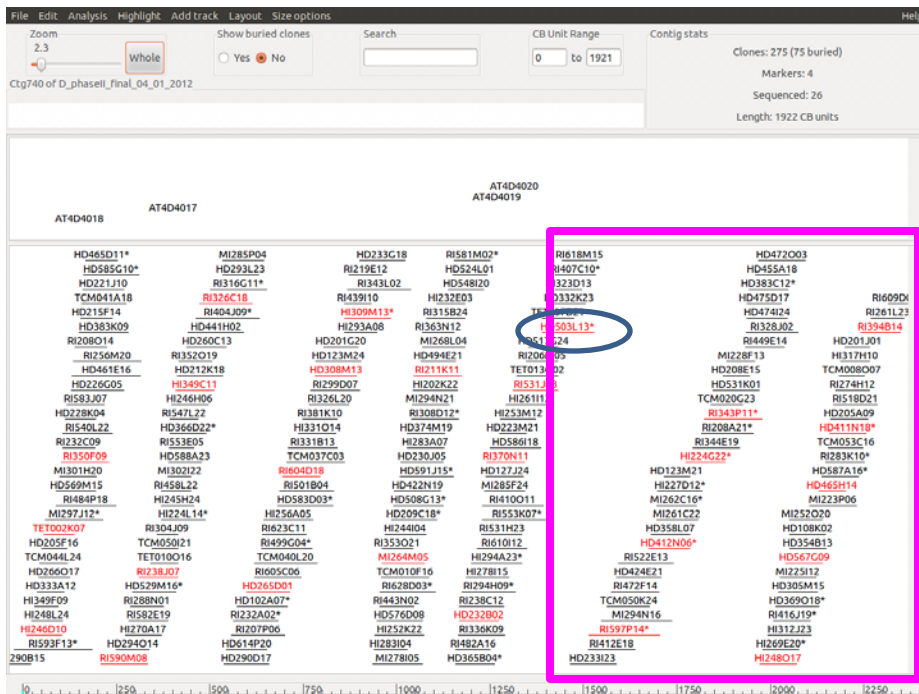 File Edit Analysis Highlight Add track Layout Size options Hel
Zoom Show buried clones Search CB Unit Range Contig stats
2.3 Whole Yes No 0 to 1921 Clones: 275 (75 buried)
Markers: 4
Ctg740 of D_phaseII_final_04_01_2012
Sequenced: 26
Length: 1922 CB units
AT4D4020
AT4D4019
AT4D4017
AT4D4018
HD465D11* MI285P04 HD233G18 RI581M02* RI618M15 HD472O03
HD585G10* HD293L23 RI219E12 HD524L01 RI407C10* HD455A18
HD221J10 RI316G11* RI343L02 HD548I20 RI323D13 HD383C12*
TCM041A18 RI326C18 RI439I10 HI232E03 HD332K23 HD475D17 RI609D
HD215F14 RI404J09* HI309M13* RI315B24 HD474I24 RI261L23
HD383K09 HD441H02 HI293A08 RI363N12 HD503L13* RI328J02 RI394B14
RI208O14 HD260C13 HD201G20 MI268L04 HD517G24 RI449E14 HD201J01
RI256M20 RI352O19 HD123M24 HD494E21 MI228F13 HI317H10
HD461E16 HD212K18 HD308M13 RI211K11 HD208E15 TCM008O07
HD226G05 HI349C11 RI299D07 HI202K22 HD531K01 RI274H12
RI583J07 HI246H06 RI326L20 MI294N21 TCM020G23 RI518D21
HD228K04 RI547L22 RI381K10 RI308D12* HI253M12 RI343P11* HD205A09
RI540L22 HD366D22* HI331O14 HD374M19 HD223M21 RI208A21* HD411N18*
RI232C09 RI553E05 RI331B13 HI283A07 HD586I18 RI344E19 TCM053C16
RI350F09 HD588A23 TCM037C03 HD230J05 RI370N11 HI224G22* RI283K10*
MI301H20 MI302I22 RI604D18 HD591J15* HD127J24 HD123M21 HD587A16*
HD569M15 RI458L22 RI501B04 HD422N19 MI285F24 HI227D12* HD465H14
RI484P18 HI245H24 HD583D03* HD508G13* RI410O11 MI262C16* MI223P06
MI297J12* HI224L14* HI256A05 HD209C18* RI553K07* MI261C22 MI252O20
TET002K07 RI304J09 RI623C11 HI244I04 RI531H23 HD358L07 HD108K02
HD205F16 TCM050I21 RI499G04* RI353O21 RI610I12 HD412N06* HD354B13
TCM044L24 TET010O16 TCM040L20 MI264M05 HI294A23* RI522E13 HD567G09
HD266O17 RI238J07 RI605C06 TCM010F16 HI278I15 HD424E21 MI225I12
HD333A12 HD529M16* HD265D01 RI628D03* RI294H09* RI472F14 HD305M15
HI349F09 RI288N01 HD102A07* RI443N02 RI238C12 TCM050K24 HD369O18*
HI248L24 RI582E19 RI232A02* HD576D08 HD232B02 MI294N16 RI416J19*
HI246D10 HI270A17 RI207P06 HI252K22 RI336K09 RI597P14* HI312J23
RI593F13* HD294O14 HD614P20 HI283I04 RI482A16 RI412E18 HI269E20*
290B15 RI590M08 HD290D17 MI278I05 HD365B04* HD233I23 HI248O17
0 250 500 750 1000 1250 1500 1750 2000 2250